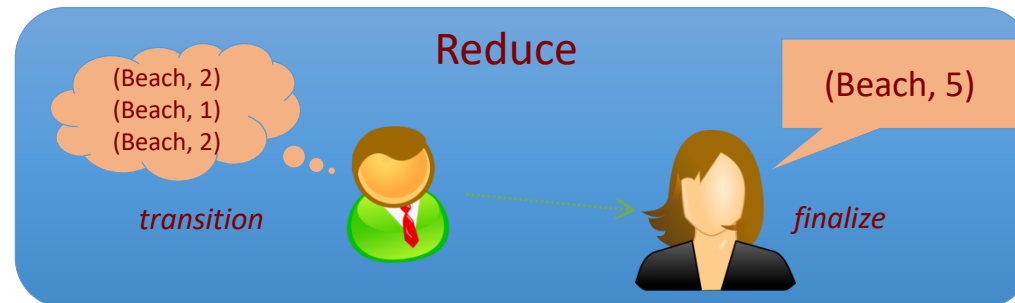 Reduce
(Beach, 2)
(Beach, 1)
(Beach, 2)
(Beach, 5)
transition
finalize